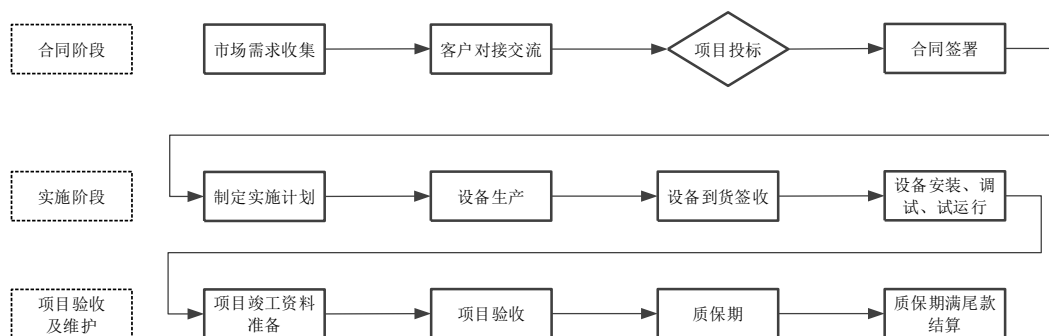 合同阶段
市场需求收集
客户对接交流
项目投标
合同签署
实施阶段
制定实施计划
设备生产
设备到货签收
设备安装、调
试、试运行
项目验收
及维护
项目竣工资料
准备
项目验收
质保期
质保期满尾款
结算